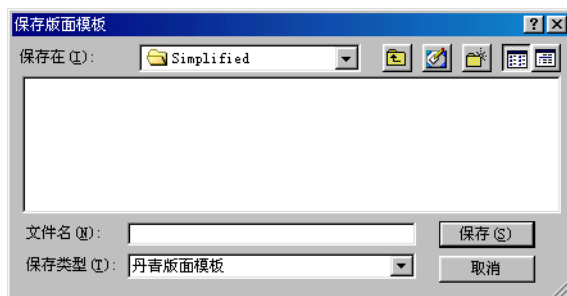 保存版面模板
保存在(I):
Simplified
文件名(N):
保存(S)
保存类型(T):
丹青版面模板
取消